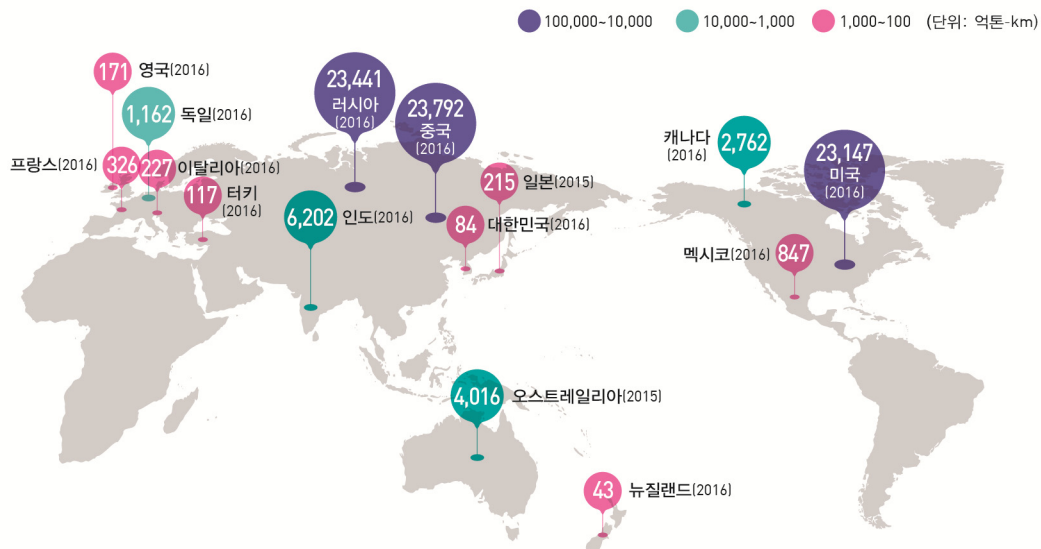 100,000~10,000 10,000~1,000 1,000~100 (단위: 억톤-km)
171 영국(2016)
1,162 독일(2016)
프랑스(2016) 326
227 이탈리아(2016)
117 터키
(2016)
23,441
러시아
(2016)
23,792
중국
(2016)
6,202 인도(2016)
215 일본(2015)
84 대한민국(2016)
캐나다
(2016)
2,762
23,147
미국
(2016)
멕시코(2016) 847
4,016 오스트레일리아(2015)
43 뉴질랜드(2016)